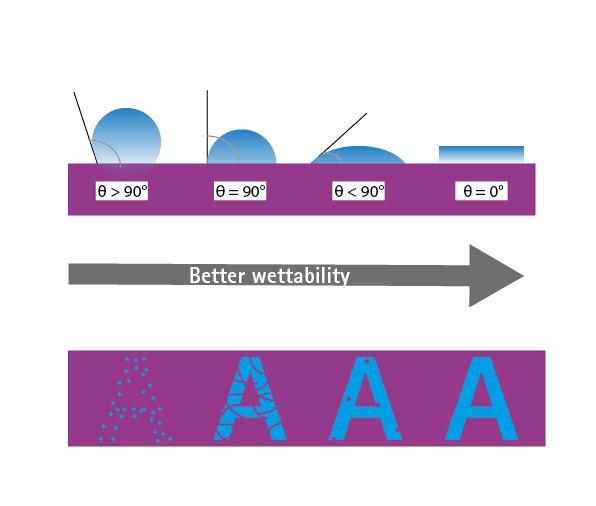 θ > 90° θ = 90° θ < 90° θ = 0°
Better wettability
A A A A